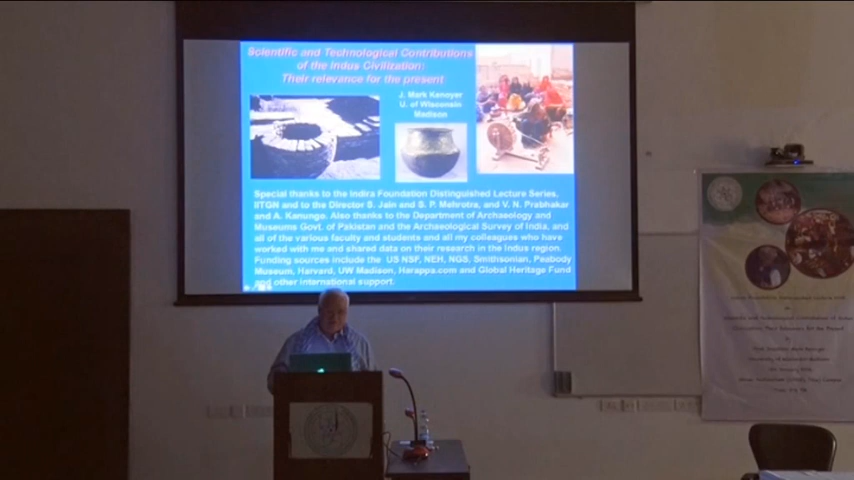 Scientific and Technological Contributions
of the Indus Civilization:
Their relevance for the present
J. Mark Kenoyer
U. of Wisconsin
Madison
Special thanks to the Indira Foundation Distinguished Lecture Series,
IITGN and to the Director S. Jain and S. P. Mehrotra, and V. N. Prabhakar
and A. Kanungo. Also thanks to the Department of Archaeology and
Museums Govt. of Pakistan and the Archaeological Survey of India, and
all of the various faculty and students and all my colleagues who have
worked with me and shared data on their research in the Indus region.
Funding sources include the US NSF, NEH, NGS, Smithsonian, Peabody
Museum, Harvard, UW Madison, Harappa.com and Global Heritage Fund
and other international support.